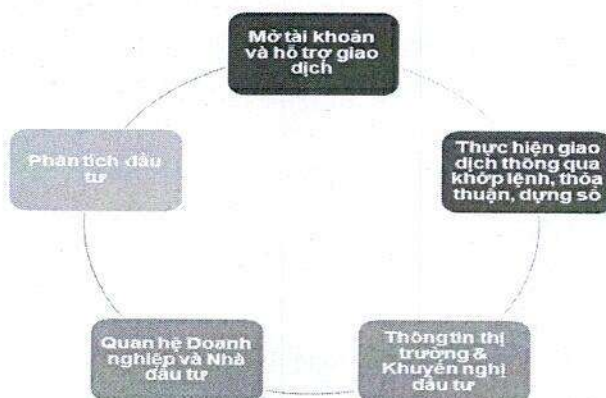 Mở tài khoản
và hỗ trợ giao
dịch
Thực hiện giao
dịch thông qua
khớp lệnh, thỏa
thuận, dựng sổ
Thông tin thị
trường &
Khuyến nghị
đầu tư
Quan hệ Doanh
nghiệp và Nhà
đầu tư
Phân tích đầu
tư